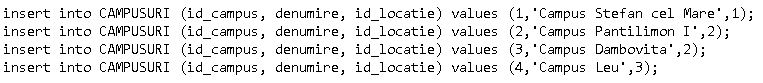 insert into CAMPUSURI (id_campus, denumire, id_locatie) values (1,'Campus Stefan cel Mare',1);
insert into CAMPUSURI (id_campus, denumire, id_locatie) values (2,'Campus Pantilimon I',2);
insert into CAMPUSURI (id_campus, denumire, id_locatie) values (3,'Campus Dambovita',2);
insert into CAMPUSURI (id_campus, denumire, id_locatie) values (4,'Campus Leu',3);